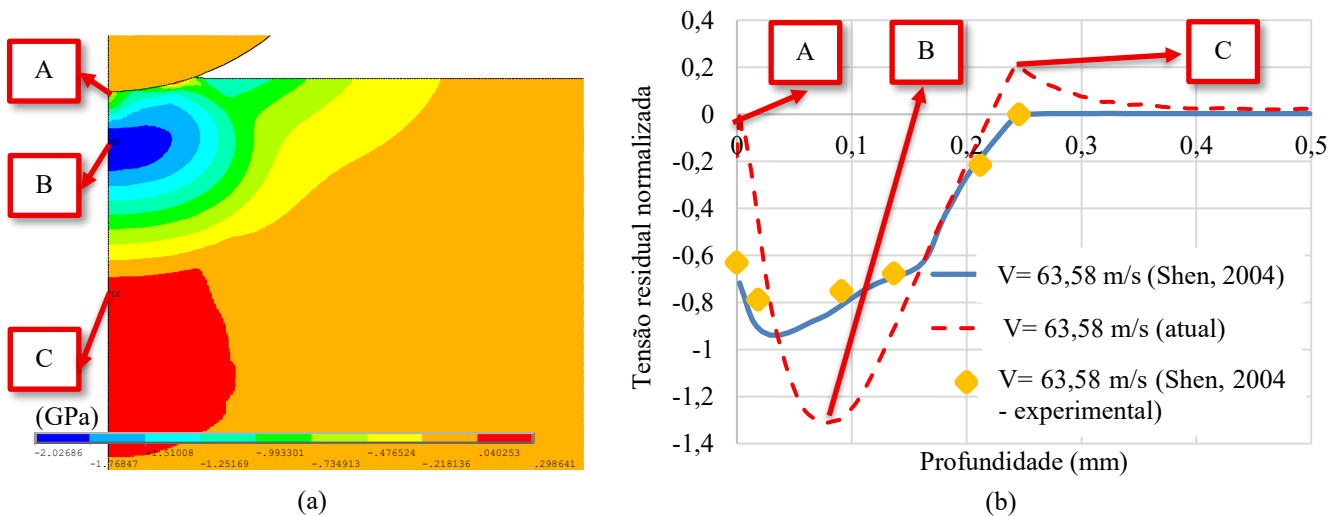 A
B
C
(GPa)
-2.02686
-1.76847
-1.51008
-1.25169
-.993301
-.734913
-.476524
-.218136
.040253
.298641
(a)
Tensão residual normalizada
0,4
0,2
0
-0,2
-0,4
-0,6
-0,8
-1
-1,2
-1,4
0
0,1
0,2
0,3
0,4
0,5
A
B
C
V= 63,58 m/s (Shen, 2004)
V= 63,58 m/s (atual)
V= 63,58 m/s (Shen, 2004
- experimental)
Profundidade (mm)
(b)